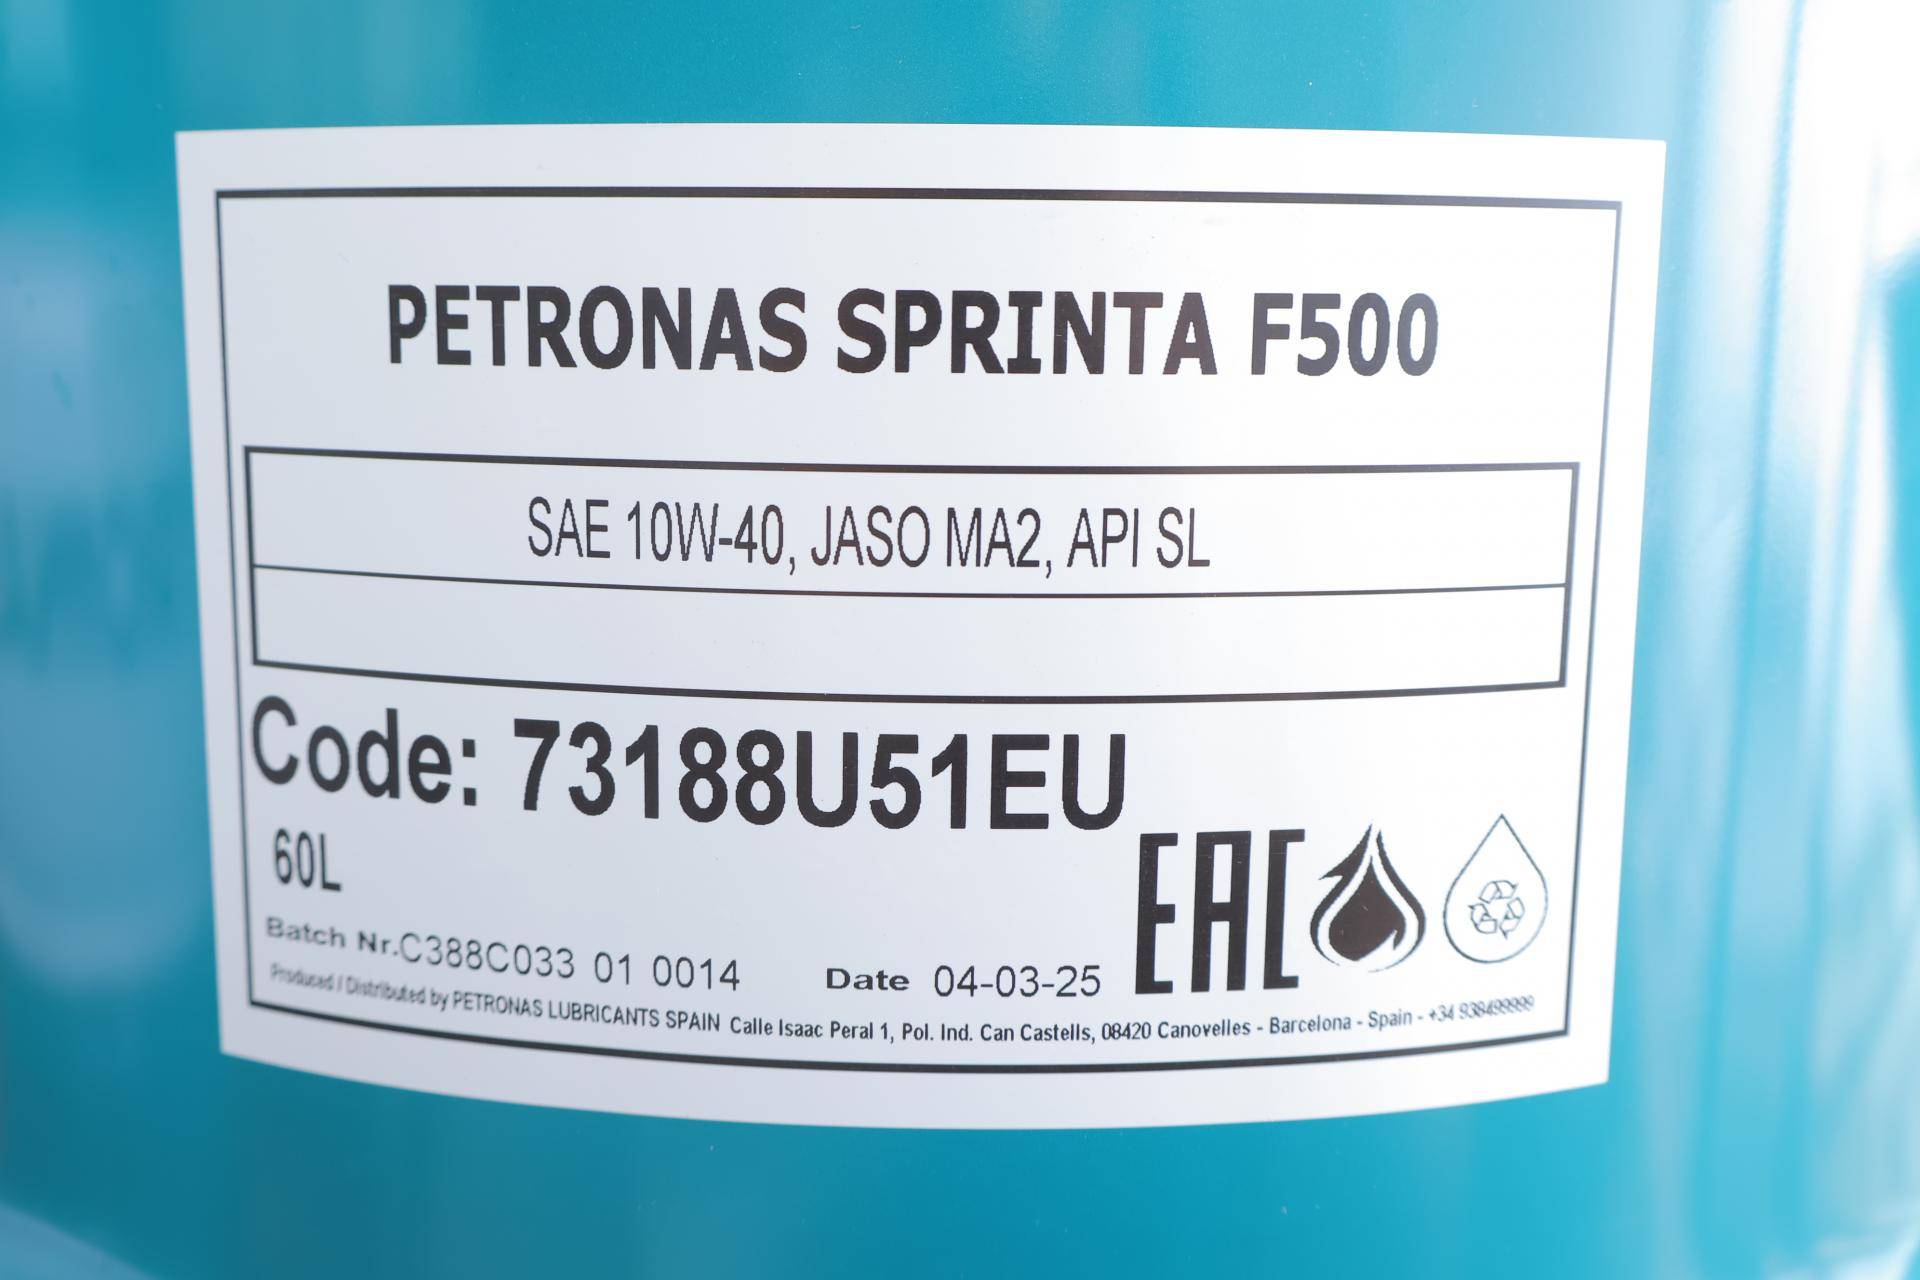 PETRONAS SPRINTA F500
SAE 10W-40, JASO MA2, API SL
Code: 73188U51EU
60L
EAC
Batch Nr.C388C033 01 0014 Date 04-03-25
Produced / Distributed by PETRONAS LUBRICANTS SPAIN Calle Isaac Peral 1, Pol. Ind. Can Castells, 08420 Canovelles - Barcelona - Spain - +34 938499999